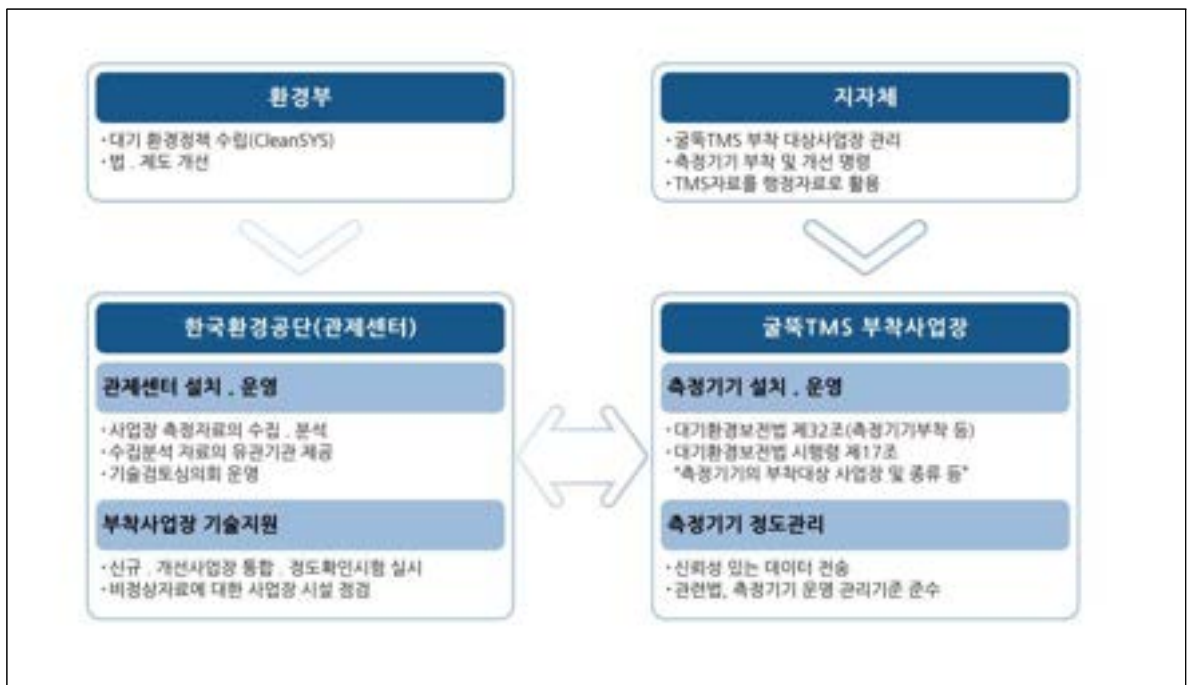 환경부
·대기 환경정책 수립(CleanSYS)
·법 . 제도 개선
지자체
·굴뚝TMS 부착 대상사업장 관리
·측정기기 부착 및 개선 명령
·TMS자료를 행정자료로 활용
한국환경공단(관제센터)
관제센터 설치 . 운영
·사업장 측정자료의 수집 . 분석
·수집분석 자료의 유관기관 제공
·기술검토심의회 운영
부착사업장 기술지원
·신규 . 개선사업장 통합 . 정도확인시험 실시
·비정상자료에 대한 사업장 시설 점검
굴뚝TMS 부착사업장
측정기기 설치 . 운영
·대기환경보전법 제32조(측정기기부착 등)
·대기환경보전법 시행령 제17조
"측정기기의 부착대상 사업장 및 종류 등"
측정기기 정도관리
·신뢰성 있는 데이터 전송
·관련법, 측정기기 운영 관리기준 준수